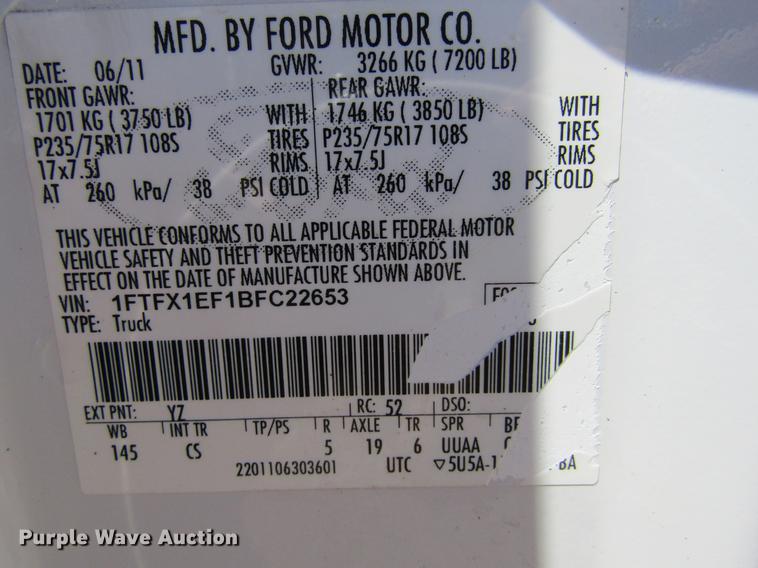 MFD. BY FORD MOTOR CO.
DATE: 06/11 GVWR: 3266 KG ( 7200 LB)
FRONT GAWR: REAR GAWR:
1701 KG ( 3750 LB) WITH 1746 KG ( 3850 LB) WITH
P235/75R17 108S TIRES P235/75R17 108S TIRES
17x7.5J RIMS 17x7.5J RIMS
AT 260 kPa/ 38 PSI COLD AT 260 kPa/ 38 PSI COLD
THIS VEHICLE CONFORMS TO ALL APPLICABLE FEDERAL MOTOR
VEHICLE SAFETY AND THEFT PREVENTION STANDARDS IN
EFFECT ON THE DATE OF MANUFACTURE SHOWN ABOVE.
VIN: 1FTFX1EF1BFC22653
TYPE: Truck
EXT PNT: YZ RC: 52 DSO:
WB INT TR TP/PS R AXLE TR SPR
145 CS 5 19 6 UUAA
2201106303601 UTC ▽5U5A-
Purple Wave Auction